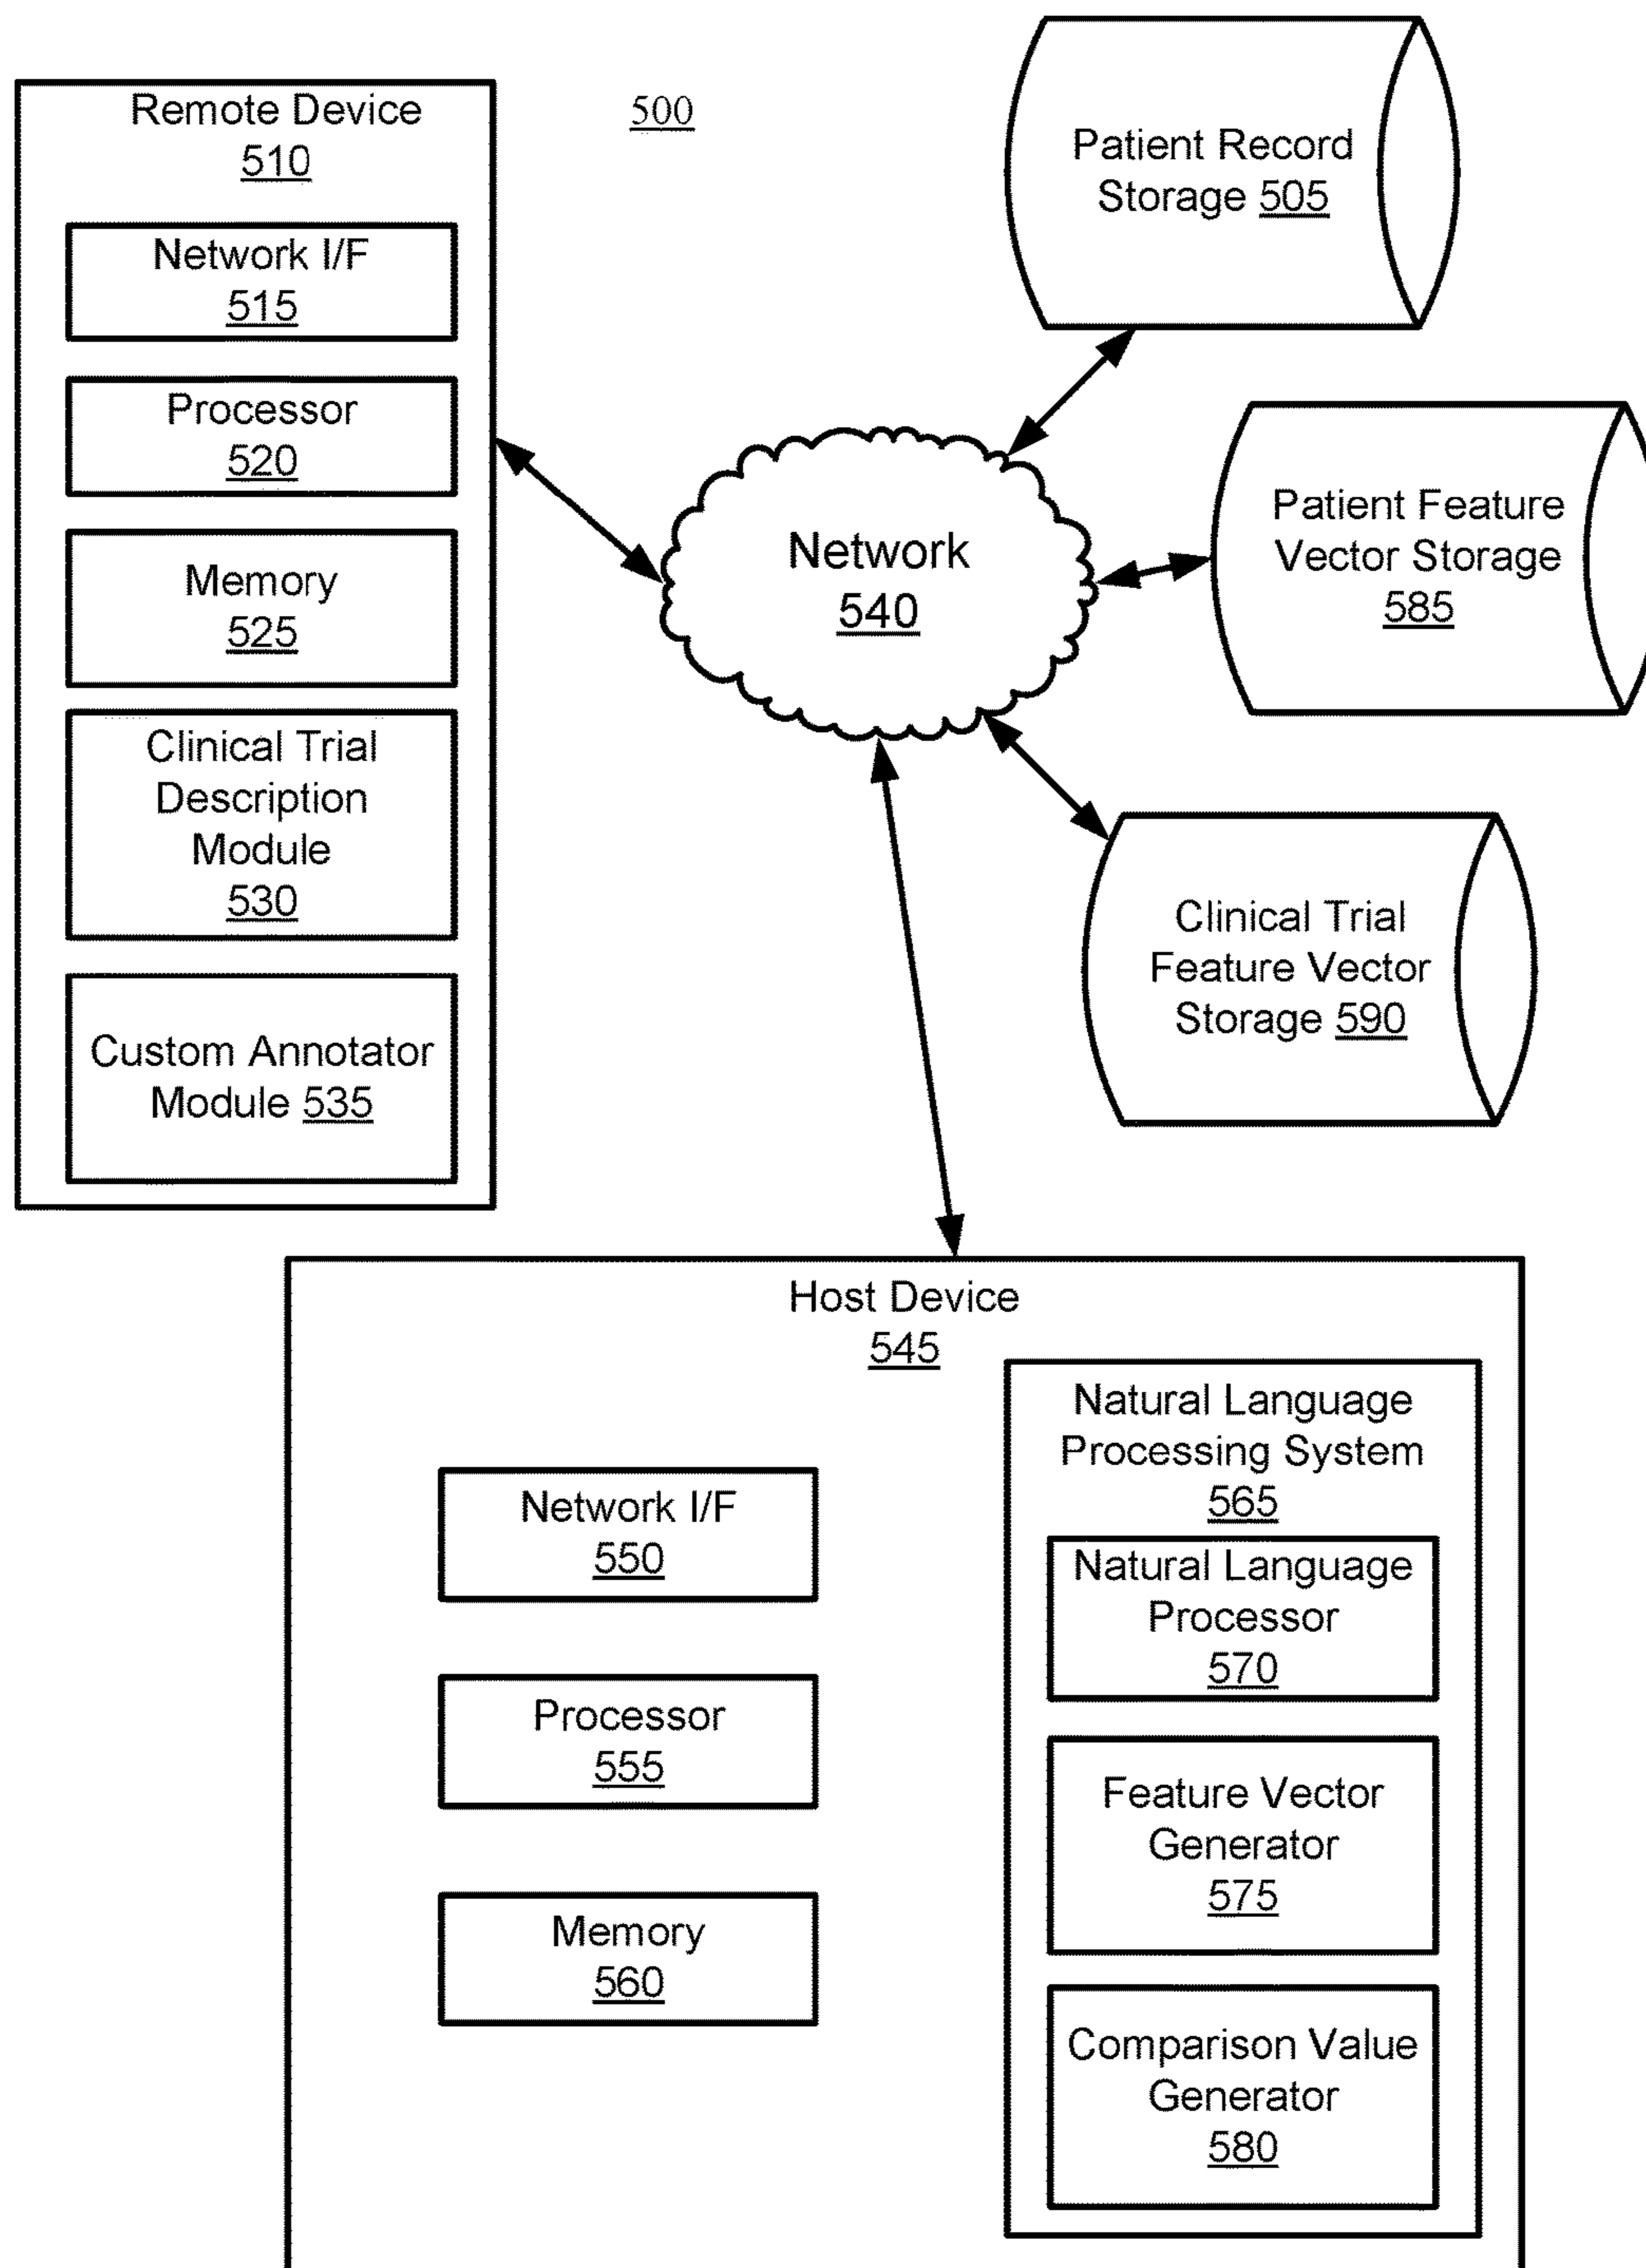 Remote Device
510
Network I/F
515
Processor
520
Memory
525
Clinical Trial
Description
Module
530
Custom Annotator
Module 535
500
Patient Record
Storage 505
Network
540
Patient Feature
Vector Storage
585
Clinical Trial
Feature Vector
Storage 590
Host Device
545
Network I/F
550
Processor
555
Memory
560
Natural Language
Processing System
565
Natural Language
Processor
570
Feature Vector
Generator
575
Comparison Value
Generator
580